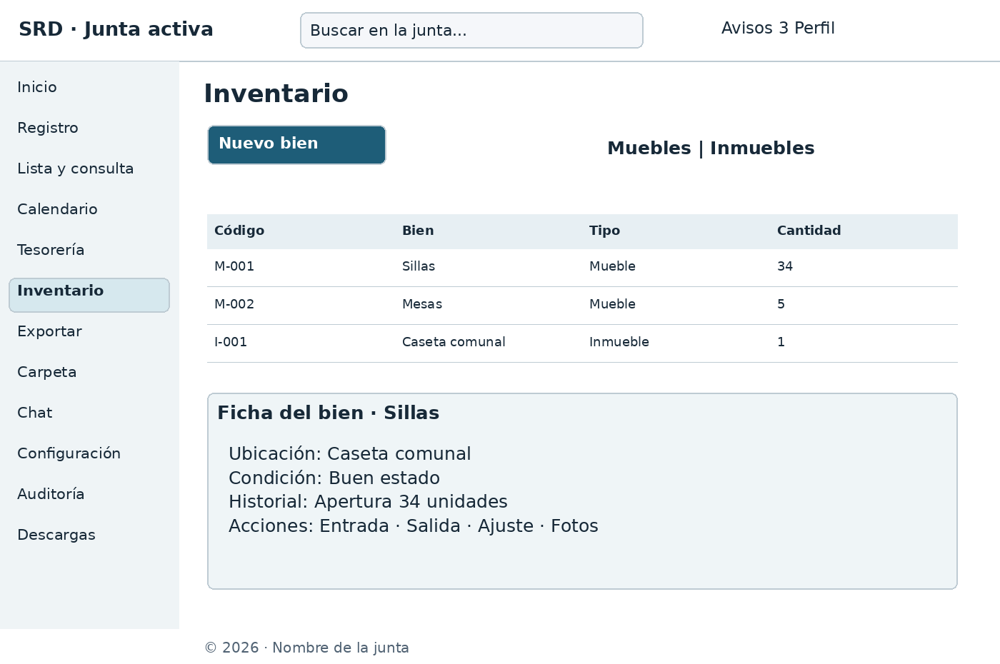 SRD · Junta activa
Buscar en la junta...
Avisos 3 Perfil
Inicio
Registro
Lista y consulta
Calendario
Tesorería
Inventario
Exportar
Carpeta
Chat
Configuración
Auditoría
Descargas
Inventario
Nuevo bien
Muebles | Inmuebles
Código Bien Tipo Cantidad
M-001 Sillas Mueble 34
M-002 Mesas Mueble 5
I-001 Caseta comunal Inmueble 1
Ficha del bien · Sillas
Ubicación: Caseta comunal
Condición: Buen estado
Historial: Apertura 34 unidades
Acciones: Entrada · Salida · Ajuste · Fotos
© 2026 · Nombre de la junta